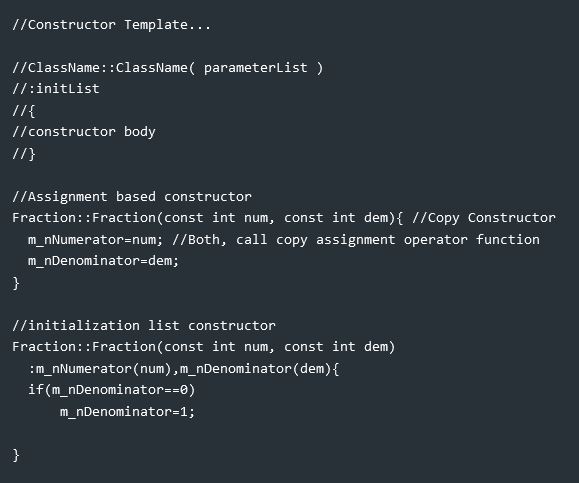 //Constructor Template...
//ClassName::ClassName( parameterList )
//:initList
//{
//constructor body
//}
//Assignment based constructor
Fraction::Fraction(const int num, const int dem){ //Copy Constructor
m_nNumerator=num; //Both, call copy assignment operator function
m_nDenominator=dem;
}
//initialization list constructor
Fraction::Fraction(const int num, const int dem)
:m_nNumerator(num),m_nDenominator(dem){
if(m_nDenominator==0)
m_nDenominator=1;
}